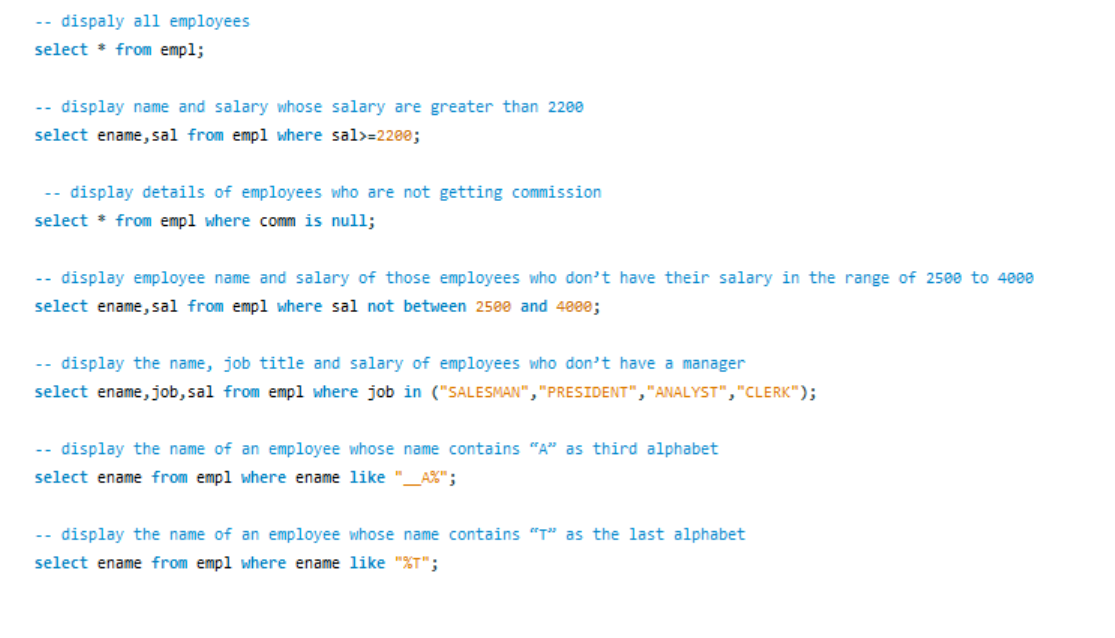 -- dispaly all employees
select * from empl;
-- display name and salary whose salary are greater than 2200
select ename,sal from empl where sal>=2200;
-- display details of employees who are not getting commission
select * from empl where comm is null;
-- display employee name and salary of those employees who don’t have their salary in the range of 2500 to 4000
select ename,sal from empl where sal not between 2500 and 4000;
-- display the name, job title and salary of employees who don’t have a manager
select ename,job,sal from empl where job in ("SALESMAN","PRESIDENT","ANALYST","CLERK");
-- display the name of an employee whose name contains “A” as third alphabet
select ename from empl where ename like "__A%";
-- display the name of an employee whose name contains “T” as the last alphabet
select ename from empl where ename like "%T";